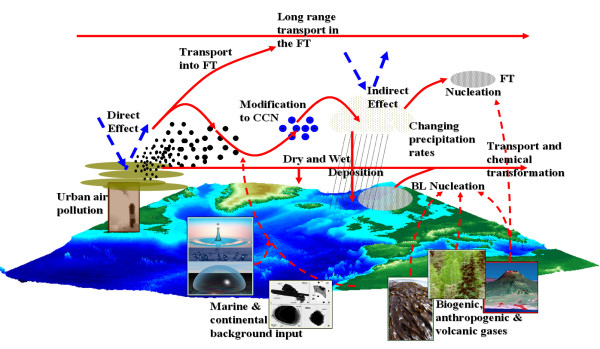 Long range
transport in
the FT
Transport
into FT
Direct
Effect
Modification
to CCN
Indirect
Effect
FT
Nucleation
Changing
precipitation
rates
Dry and Wet
Deposition
Transport and
chemical
transformation
BL Nucleation
Urban air
pollution
Marine &
continental
background input
Biogenic,
anthropogenic &
volcanic gases